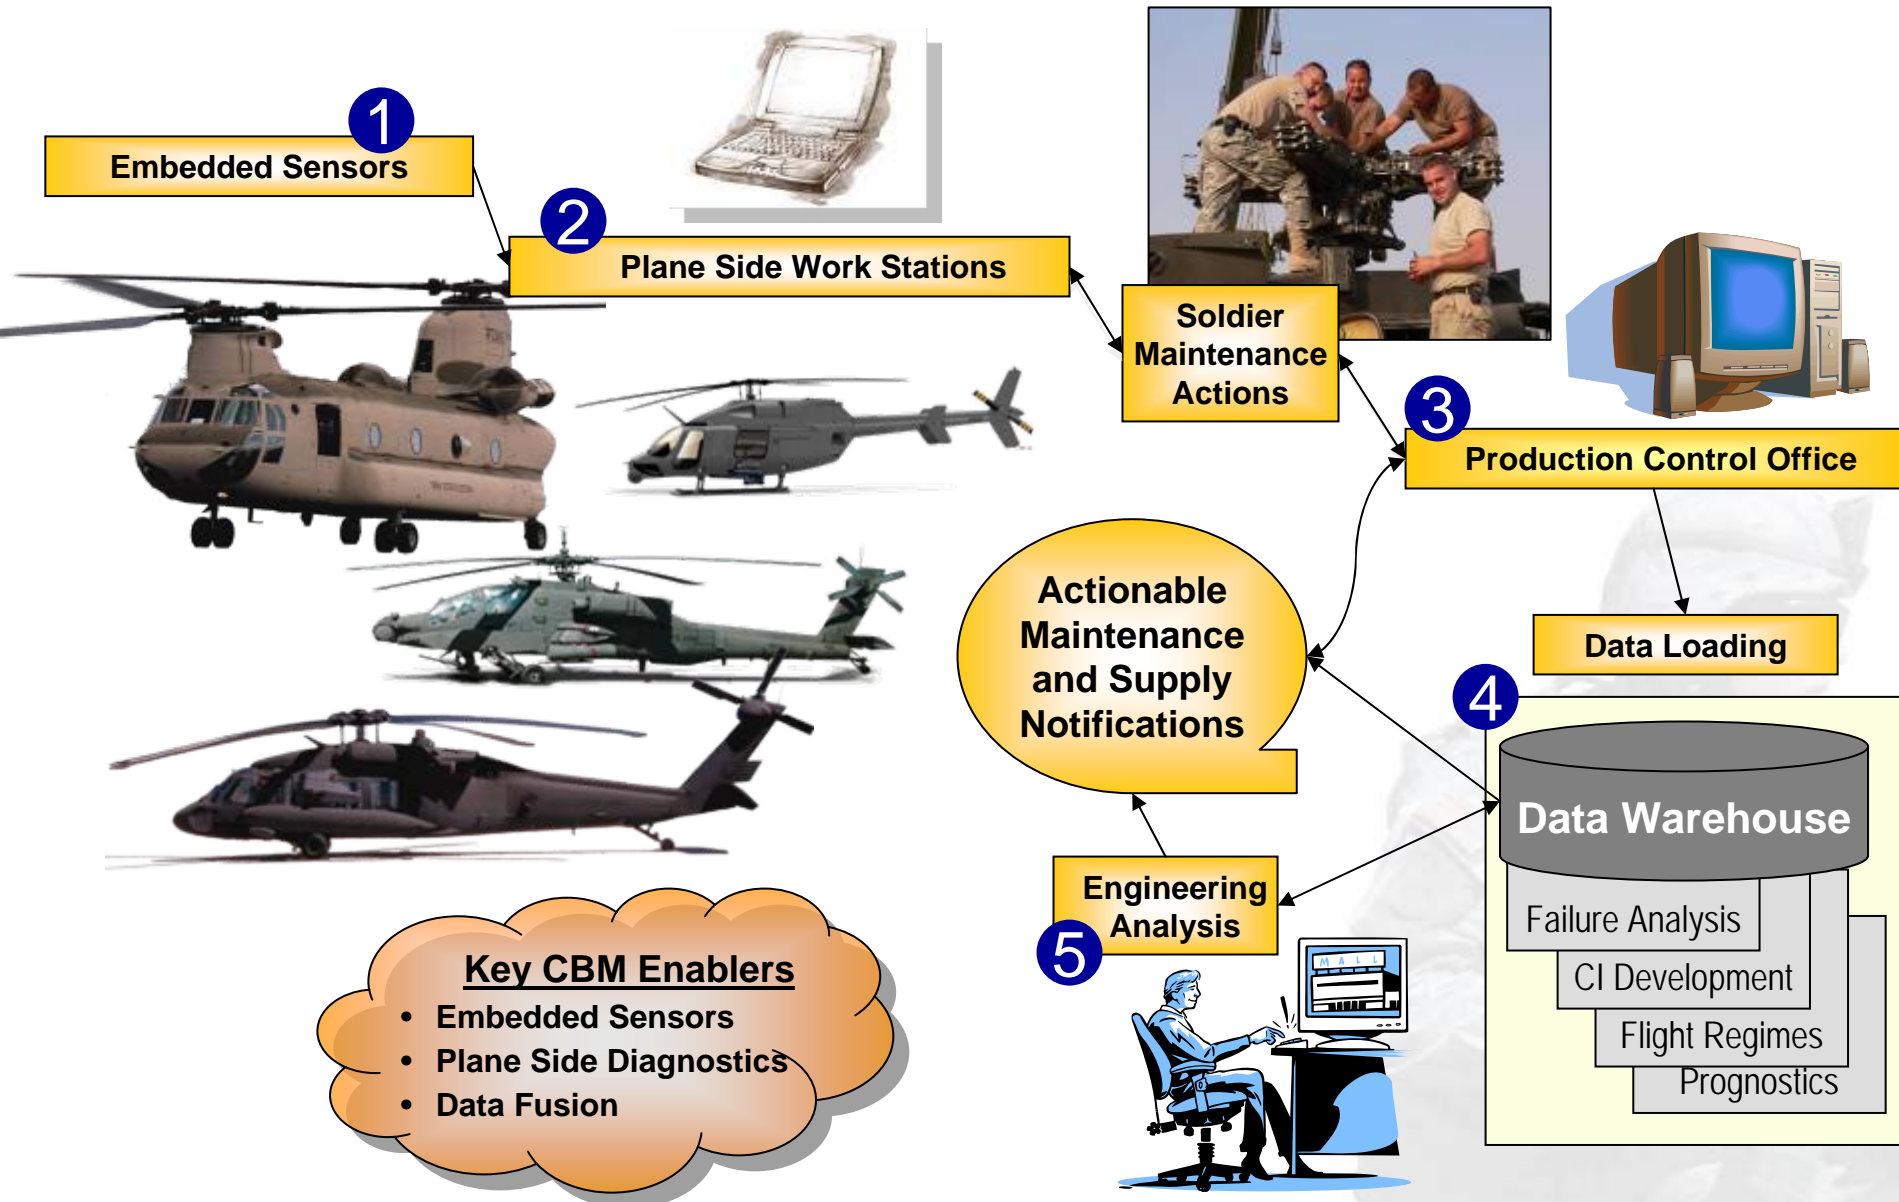 1
Embedded Sensors
2
Plane Side Work Stations
Soldier
Maintenance
Actions
3
Production Control Office
Actionable
Maintenance
and Supply
Notifications
Data Loading
4
Data Warehouse
Failure Analysis
CI Development
Flight Regimes
Prognostics
Engineering
Analysis
5
MALL
Key CBM Enablers
• Embedded Sensors
• Plane Side Diagnostics
• Data Fusion